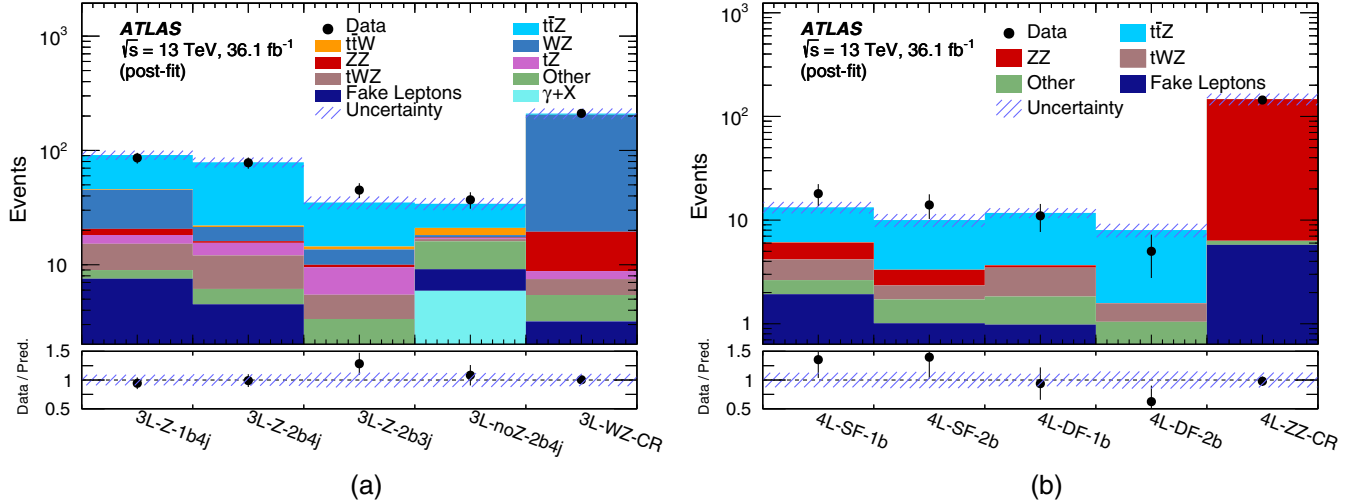 ATLAS
√s = 13 TeV, 36.1 fb⁻¹
(post-fit)
Data
tt̄W
ZZ
tWZ
Fake Leptons
Uncertainty
tt̄Z
WZ
tZ
Other
γ+X
Events
10³
10²
10
Data / Pred.
1.5
1
0.5
3L-Z-1b4j
3L-Z-2b4j
3L-Z-2b3j
3L-noZ-2b4j
3L-WZ-CR
(a)
ATLAS
√s = 13 TeV, 36.1 fb⁻¹
(post-fit)
Data
ZZ
Other
Uncertainty
tt̄Z
tWZ
Fake Leptons
Events
10³
10²
10
1
Data / Pred.
1.5
1
0.5
4L-SF-1b
4L-SF-2b
4L-DF-1b
4L-DF-2b
4L-ZZ-CR
(b)